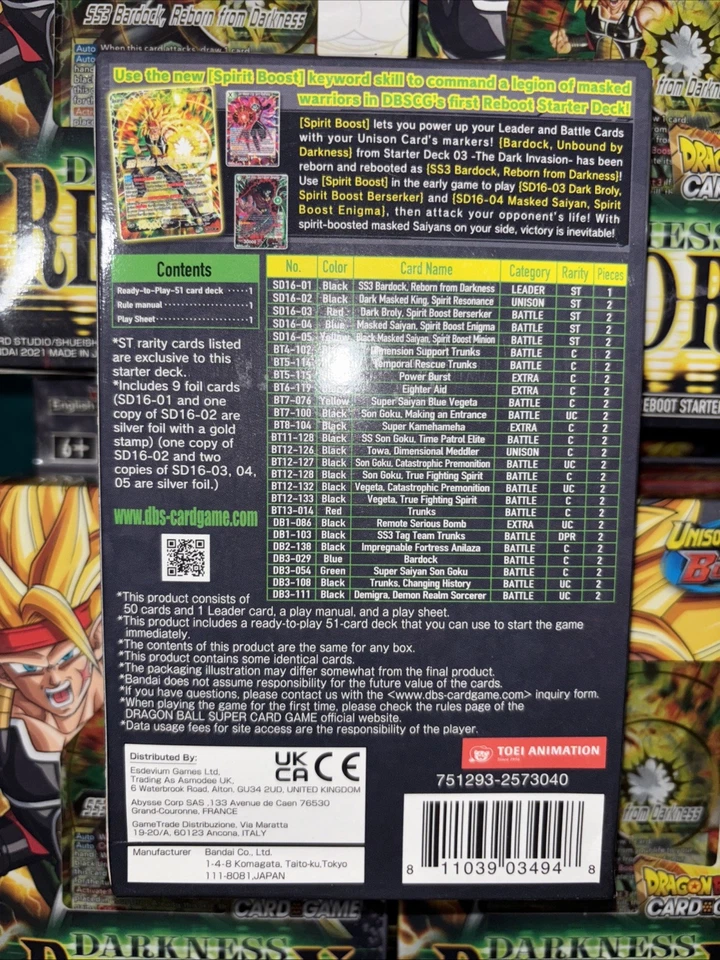 SS3 Bardock, Reborn from Darkness
Auto When this card attacks, draw 1 card.
Use the new [Spirit Boost] keyword skill to command a legion of masked
warriors in DBSCG's first Reboot Starter Deck!
[Spirit Boost] lets you power up your Leader and Battle Cards
with your Unison Card's markers! [Bardock, Unbound by
Darkness] from Starter Deck 03 -The Dark Invasion- has been
reborn and rebooted as [SS3 Bardock, Reborn from Darkness]!
Use [Spirit Boost] in the early game to play [SD16-03 Dark Broly,
Spirit Boost Berserker] and [SD16-04 Masked Saiyan, Spirit
Boost Enigma], then attack your opponent's life! With
spirit-boosted masked Saiyans on your side, victory is inevitable!
Contents
Ready-to-Play-51 card deck ······ 1
Rule manual ······ 1
Play Sheet ······ 1
*ST rarity cards listed
are exclusive to this
starter deck.
*Includes 9 foil cards
(SD16-01 and one
copy of SD16-02 are
silver foil with a gold
stamp) (one copy of
SD16-02 and two
copies of SD16-03, 04,
05 are silver foil.)
www.dbs-cardgame.com
No. Color Card Name Category Rarity Pieces
SD16-01 Black SS3 Bardock, Reborn from Darkness LEADER ST 1
SD16-02 Black Dark Masked King, Spirit Resonance UNISON ST 2
SD16-03 Red Dark Broly, Spirit Boost Berserker BATTLE ST 2
SD16-04 Blue Masked Saiyan, Spirit Boost Enigma BATTLE ST 2
SD16-05 Yellow Black Masked Saiyan, Spirit Boost Minion BATTLE ST 2
BT4-102 Dimension Support Trunks BATTLE C 2
BT5-114 Temporal Rescue Trunks BATTLE C 2
BT5-115 Power Burst EXTRA C 2
BT6-119 Fighter Aid EXTRA C 2
BT7-076 Yellow Super Saiyan Blue Vegeta BATTLE C 2
BT7-100 Black Son Goku, Making an Entrance BATTLE UC 2
BT8-104 Black Super Kamehameha EXTRA C 2
BT11-128 Black SS Son Goku, Time Patrol Elite BATTLE C 2
BT12-126 Black Towa, Dimensional Meddler UNISON C 2
BT12-127 Black Son Goku, Catastrophic Premonition BATTLE UC 2
BT12-128 Black Son Goku, True Fighting Spirit BATTLE C 2
BT12-132 Black Vegeta, Catastrophic Premonition BATTLE UC 2
BT12-133 Black Vegeta, True Fighting Spirit BATTLE C 2
BT13-014 Red Trunks BATTLE C 2
DB1-086 Black Remote Serious Bomb EXTRA UC 2
DB1-103 Black SS3 Tag Team Trunks BATTLE DPR 2
DB2-138 Black Impregnable Fortress Anilaza BATTLE C 2
DB3-029 Blue Bardock BATTLE C 2
DB3-054 Green Super Saiyan Son Goku BATTLE C 2
DB3-108 Black Trunks, Changing History BATTLE UC 2
DB3-111 Black Demigra, Demon Realm Sorcerer BATTLE UC 2
*This product consists of
50 cards and 1 Leader card, a play manual, and a play sheet.
*This product includes a ready-to-play 51-card deck that you can use to start the game
immediately.
*The contents of this product are the same for any box.
*This product contains some identical cards.
*The packaging illustration may differ somewhat from the final product.
*Bandai does not assume responsibility for the future value of the cards.
*If you have questions, please contact us with the <www.dbs-cardgame.com> inquiry form.
*When playing the game for the first time, please check the rules page of the
DRAGON BALL SUPER CARD GAME official website.
*Data usage fees for site access are the responsibility of the player.
Distributed By:
Esdevium Games Ltd,
Trading As Asmodee UK,
6 Waterbrook Road, Alton. GU34 2UD, UNITED KINGDOM
Abysse Corp SAS ,133 Avenue de Caen 76530
Grand-Couronne, FRANCE
GameTrade Distribuzione, Via Maratta
19-20/A, 60123 Ancona, ITALY
UK
CA CE
Manufacturer Bandai Co., Ltd.
1-4-8 Komagata, Taito-ku,Tokyo
111-8081,JAPAN
TOEI ANIMATION
751293-2573040
8 11039 03494 8
English
6+
CARD GAME
DARKNESS